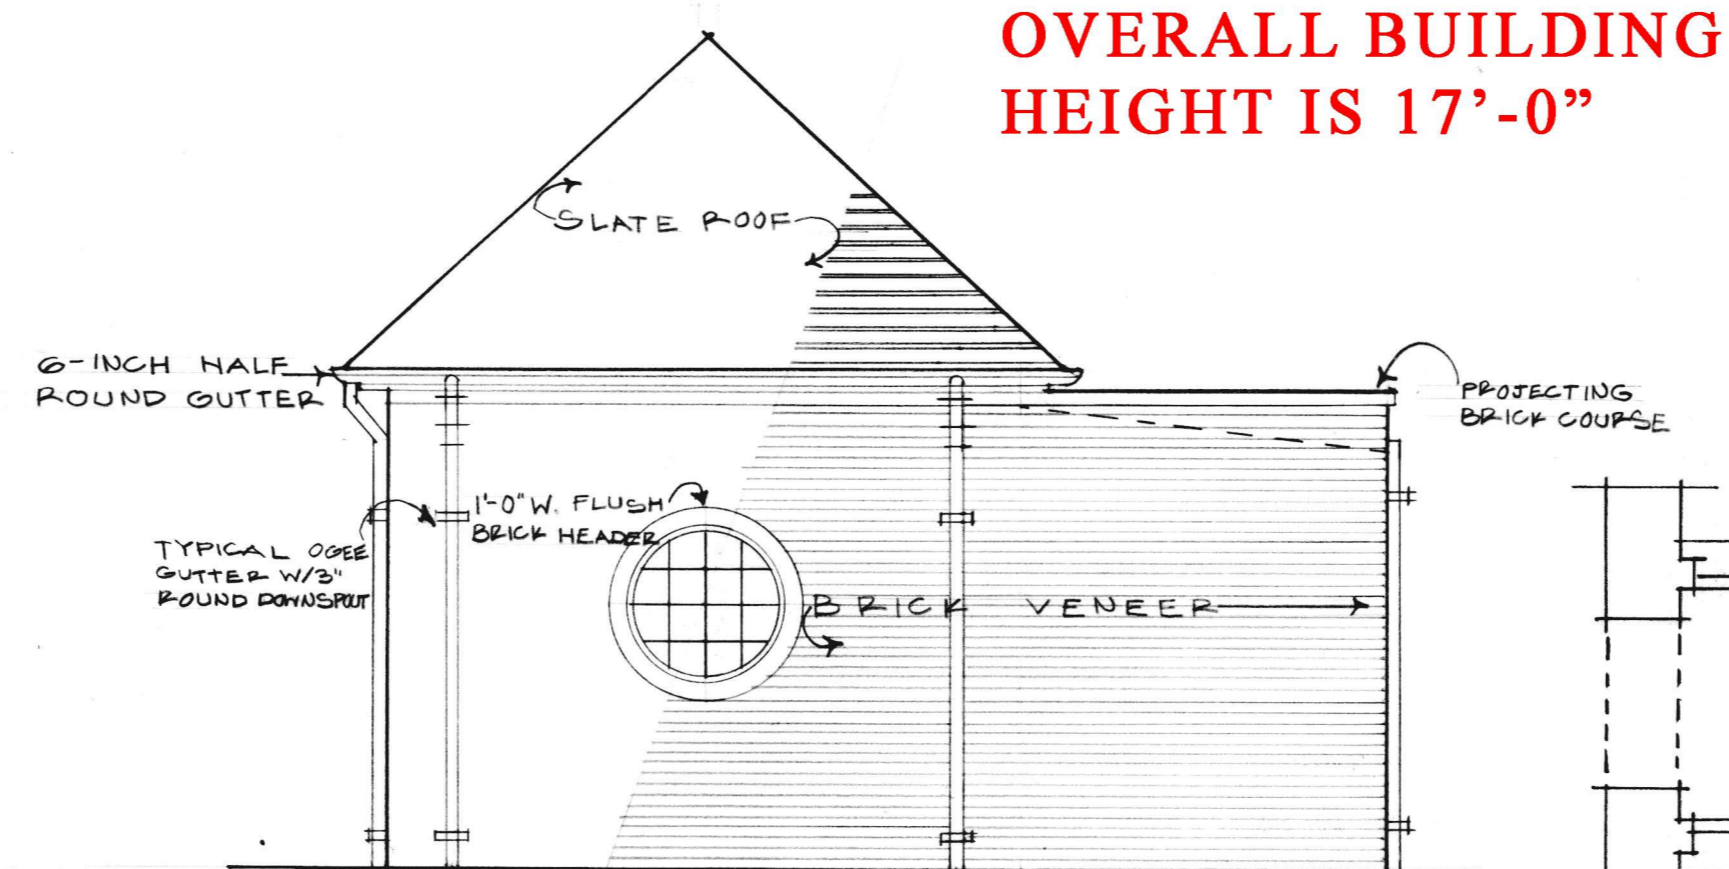 OVERALL BUILDING
HEIGHT IS 17’-0”
SLATE ROOF
6-INCH HALF
ROUND GUTTER
PROJECTING
BRICK COURSE
1'-0" W. FLUSH
BRICK HEADER
TYPICAL OGEE
GUTTER W/3"
ROUND DOWNSPOUT
BRICK VENEER